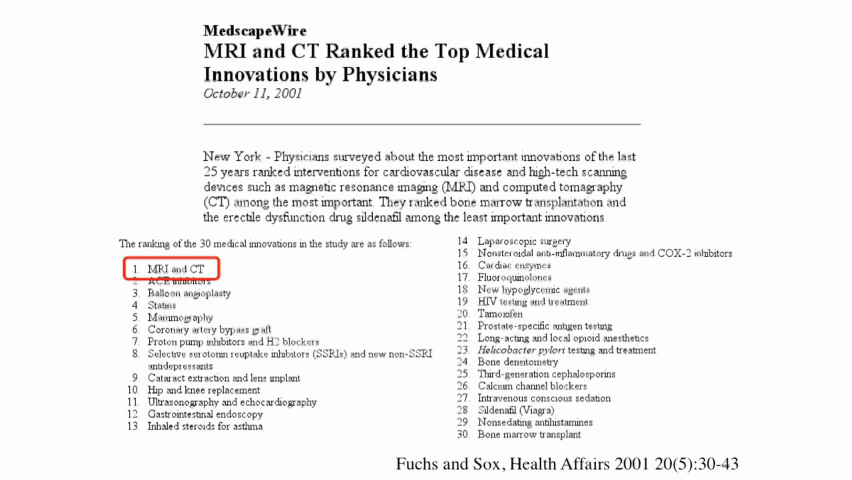 MedscapeWire
MRI and CT Ranked the Top Medical
Innovations by Physicians
October 11, 2001
New York - Physicians surveyed about the most important innovations of the last
25 years ranked interventions for cardiovascular disease and high-tech scanning
devices such as magnetic resonance imaging (MRI) and computed tomography
(CT) among the most important. They ranked bone marrow transplantation and
the erectile dysfunction drug sildenafil among the least important innovations.
The ranking of the 30 medical innovations in the study are as follows:
1. MRI and CT
2. ACE inhibitors
3. Balloon angioplasty
4. Statins
5. Mammography
6. Coronary artery bypass graft
7. Proton pump inhibitors and H2 blockers
8. Selective serotonin reuptake inhibitors (SSRIs) and new non-SSRI
antidepressants
9. Cataract extraction and lens implant
10. Hip and knee replacement
11. Ultrasonography and echocardiography
12. Gastrointestinal endoscopy
13. Inhaled steroids for asthma
14. Laparoscopic surgery
15. Nonsteroidal anti-inflammatory drugs and COX-2 inhibitors
16. Cardiac enzymes
17. Fluoroquinolones
18. New hypoglycemic agents
19. HIV testing and treatment
20. Tamoxifen
21. Prostate-specific antigen testing
22. Long-acting and local opioid anesthetics
23. Helicobacter pylori testing and treatment
24. Bone densitometry
25. Third-generation cephalosporins
26. Calcium channel blockers
27. Intravenous conscious sedation
28. Sildenafil (Viagra)
29. Nonsedating antihistamines
30. Bone marrow transplant
Fuchs and Sox, Health Affairs 2001 20(5):30-43